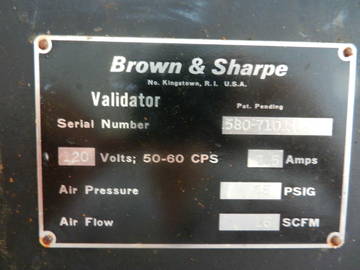 Brown & Sharpe
No. Kingstown, R. I. U.S.A.
Validator Pat. Pending
Serial Number
120 Volts; 50-60 CPS Amps
Air Pressure PSIG
Air Flow SCFM